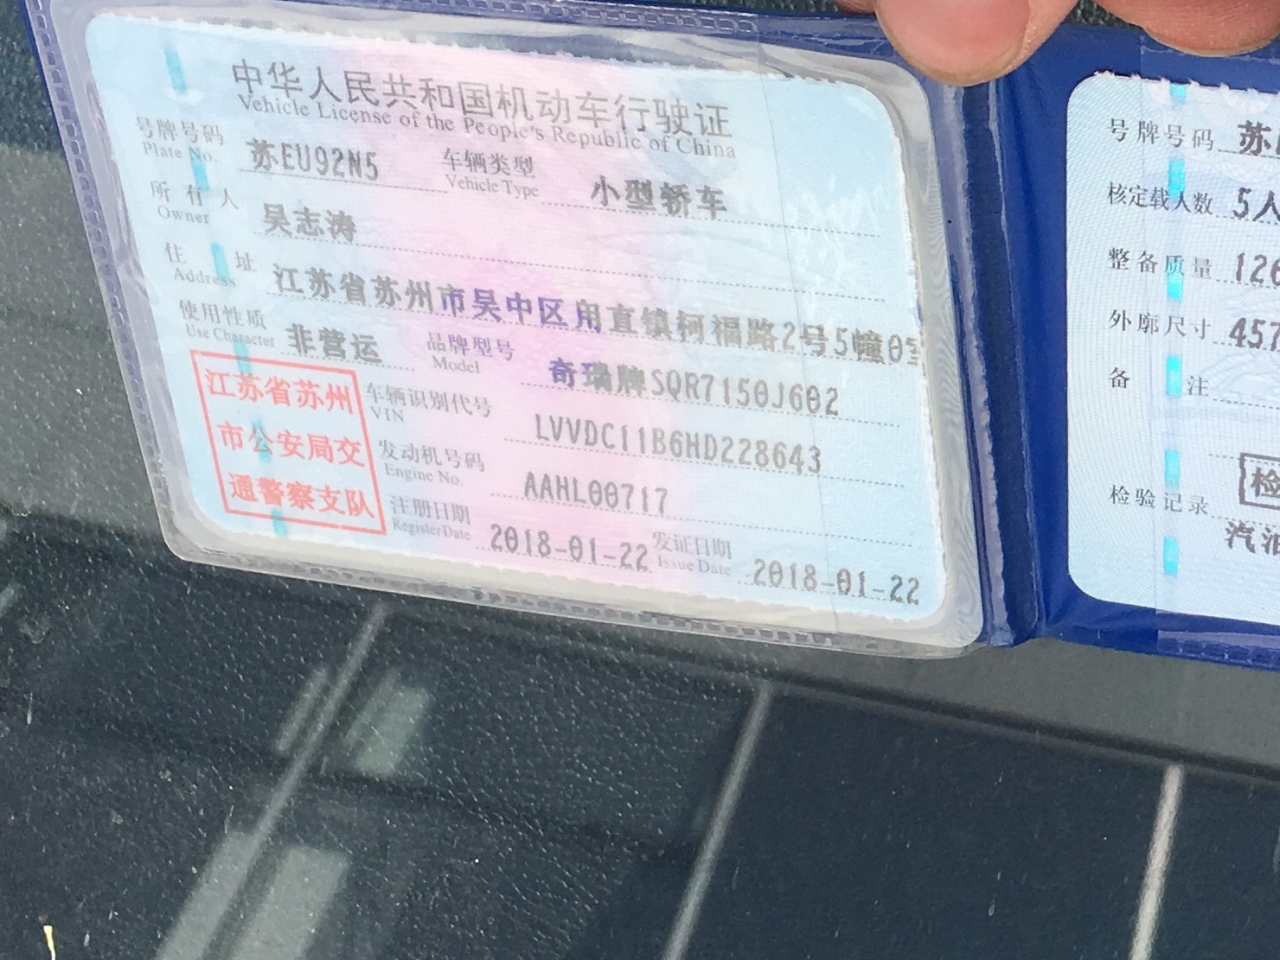 中华人民共和国机动车行驶证
Vehicle License of the People's Republic of China
号牌号码 苏EU92N5 车辆类型 小型轿车
Plate No. Vehicle Type
所有人 吴志涛
Owner
住址 江苏省苏州市吴中区甪直镇柯福路2号5幢
Address
使用性质 非营运 品牌型号 奇瑞牌SQR7150J602
Use Character Model
车辆识别代号 LVVDC11B6HD228643
VIN
发动机号码 AAHL00717
Engine No.
注册日期 2018-01-22 发证日期 2018-01-22
Register Date Issue Date
江苏省苏州
市公安局交
通警察支队
号牌号码 苏
核定载人数 5人
整备质量 126
外廓尺寸 457
备注
检验记录 检
汽油